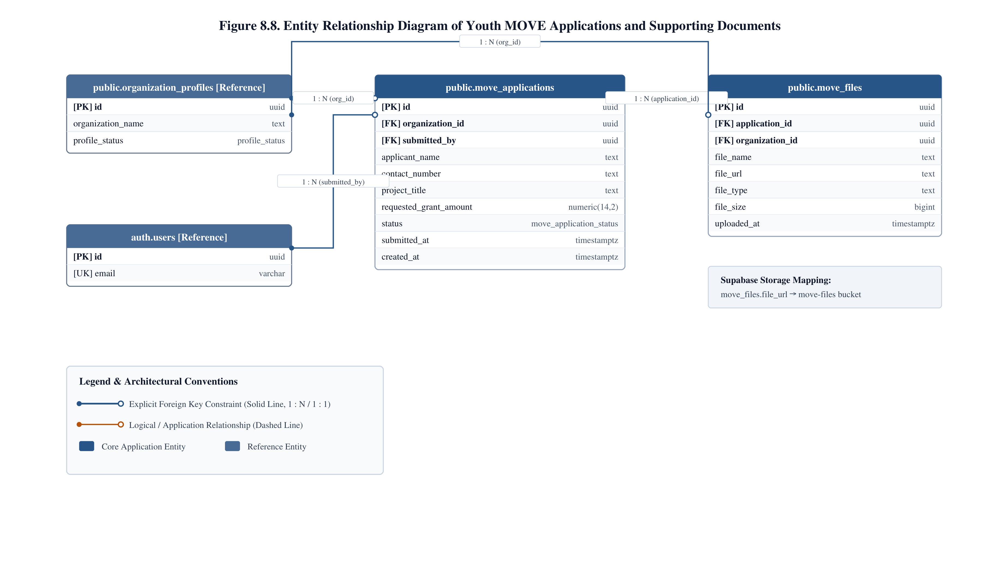 Figure 8.8. Entity Relationship Diagram of Youth MOVE Applications and Supporting Documents
1 : N (org_id)
public.organization_profiles [Reference]
[PK] id uuid
organization_name text
profile_status profile_status
1 : N (org_id)
public.move_applications
[PK] id uuid
[FK] organization_id uuid
[FK] submitted_by uuid
applicant_name text
contact_number text
project_title text
requested_grant_amount numeric(14,2)
status move_application_status
submitted_at timestamptz
created_at timestamptz
1 : N (application_id)
public.move_files
[PK] id uuid
[FK] application_id uuid
[FK] organization_id uuid
file_name text
file_url text
file_type text
file_size bigint
uploaded_at timestamptz
1 : N (submitted_by)
auth.users [Reference]
[PK] id uuid
[UK] email varchar
Supabase Storage Mapping:
move_files.file_url → move-files bucket
Legend & Architectural Conventions
Explicit Foreign Key Constraint (Solid Line, 1 : N / 1 : 1)
Logical / Application Relationship (Dashed Line)
Core Application Entity
Reference Entity